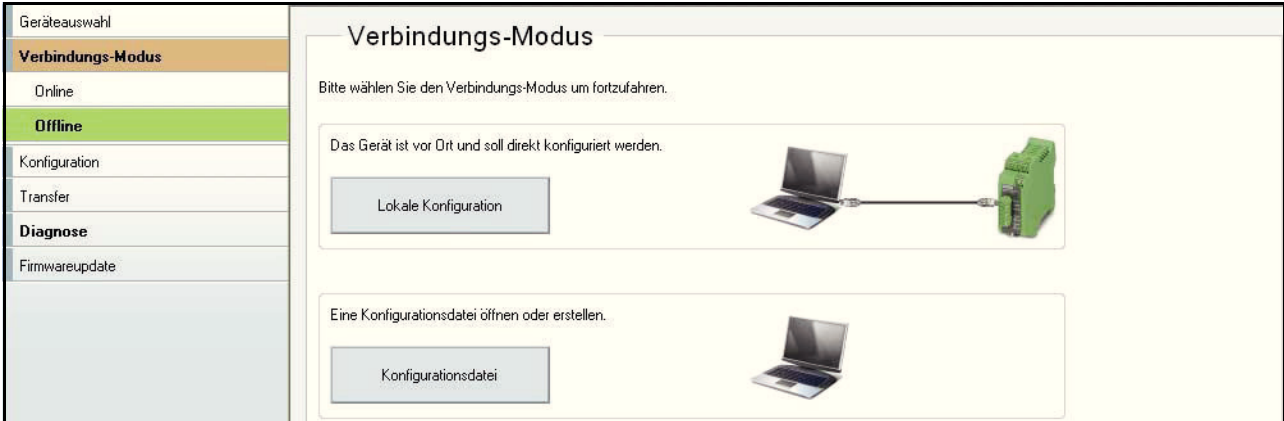 Geräteauswahl
Verbindungs-Modus
Online
Offline
Konfiguration
Transfer
Diagnose
Firmwareupdate
Verbindungs-Modus
Bitte wählen Sie den Verbindungs-Modus um fortzufahren.
Das Gerät ist vor Ort und soll direkt konfiguriert werden.
Lokale Konfiguration
Eine Konfigurationsdatei öffnen oder erstellen.
Konfigurationsdatei